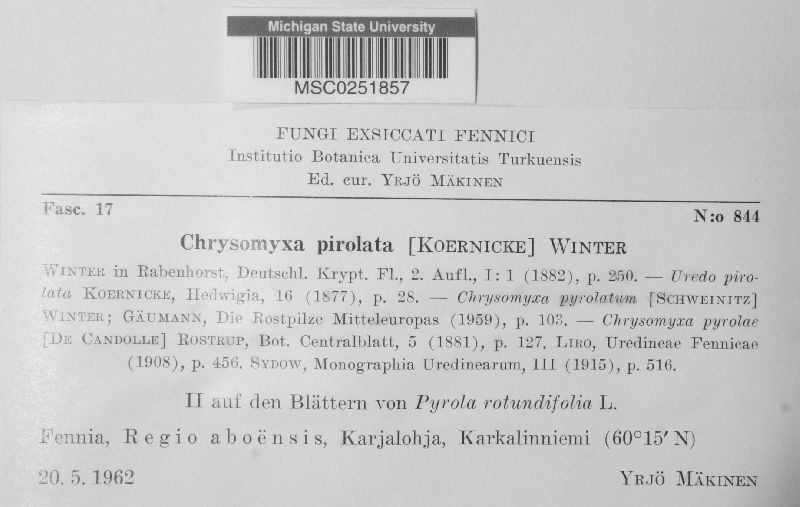 Michigan State University
MSC0251857
FUNGI EXSICCATI FENNICI
Institutio Botanica Universitatis Turkuensis
Ed. cur. YRJÖ MÄKINEN
Fasc. 17 N:o 844
Chrysomyxa pirolata [KOERNICKE] WINTER
WINTER in Rabenhorst, Deutschl. Krypt. Fl., 2. Aufl., I: 1 (1882), p. 250. — Uredo piro-
lata KOERNICKE, Hedwigia, 16 (1877), p. 28. — Chrysomyxa pyrolatum [SCHWEINITZ]
WINTER; GÄUMANN, Die Rostpilze Mitteleuropas (1959), p. 103. — Chrysomyxa pyrolae
[DE CANDOLLE] ROSTRUP, Bot. Centralblatt, 5 (1881), p. 127. LIRO, Uredineae Fennicae
(1908), p. 456. SYDOW, Monographia Uredinearum, III (1915), p. 516.
II auf den Blättern von Pyrola rotundifolia L.
Fennia, Regio aboënsis, Karjalohja, Karkalinniemi (60°15′ N)
20. 5. 1962 YRJÖ MÄKINEN